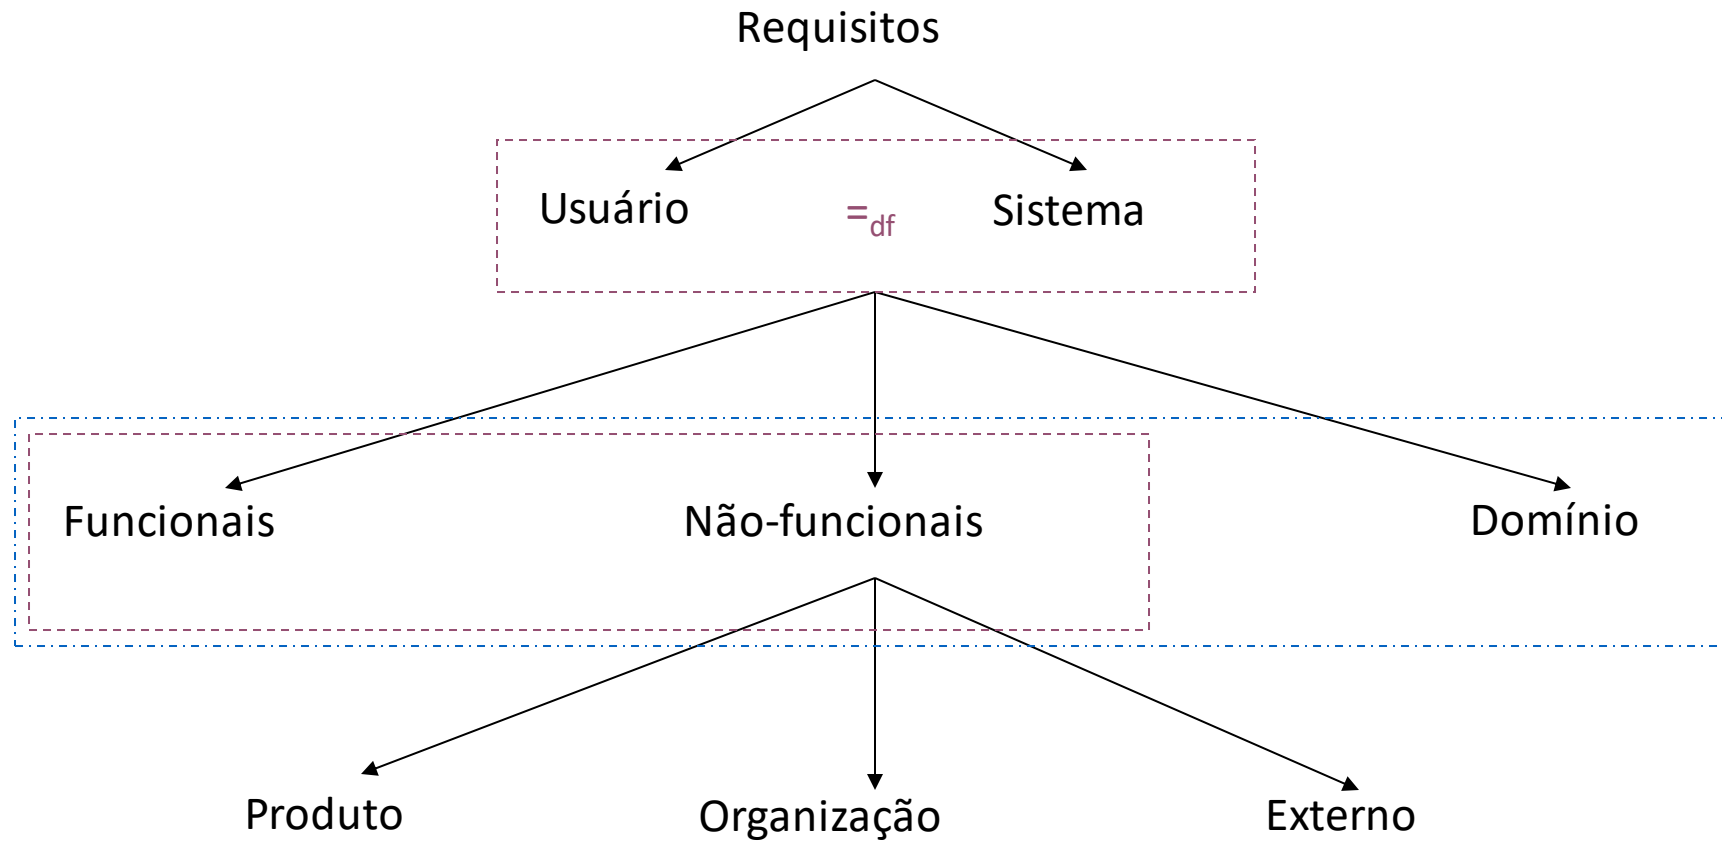 Requisitos
Usuário =df Sistema
Funcionais Não-funcionais Domínio
Produto Organização Externo